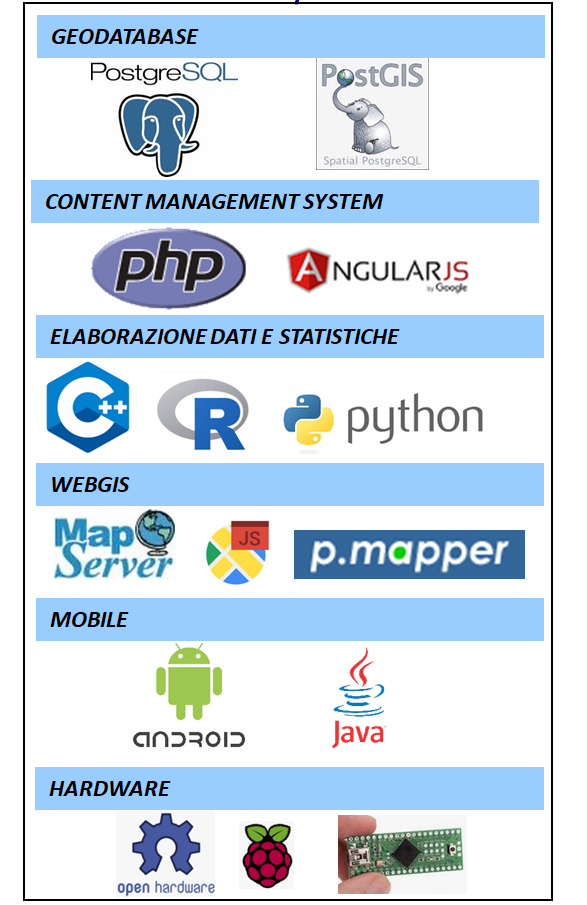 GEODATABASE
PostgreSQL
PostGIS
Spatial PostgreSQL
CONTENT MANAGEMENT SYSTEM
php
ANGULARJS
by Google
ELABORAZIONE DATI E STATISTICHE
C++
R
python
WEBGIS
Map
Server
JS
p.mapper
MOBILE
ANDROID
Java
HARDWARE
open hardware